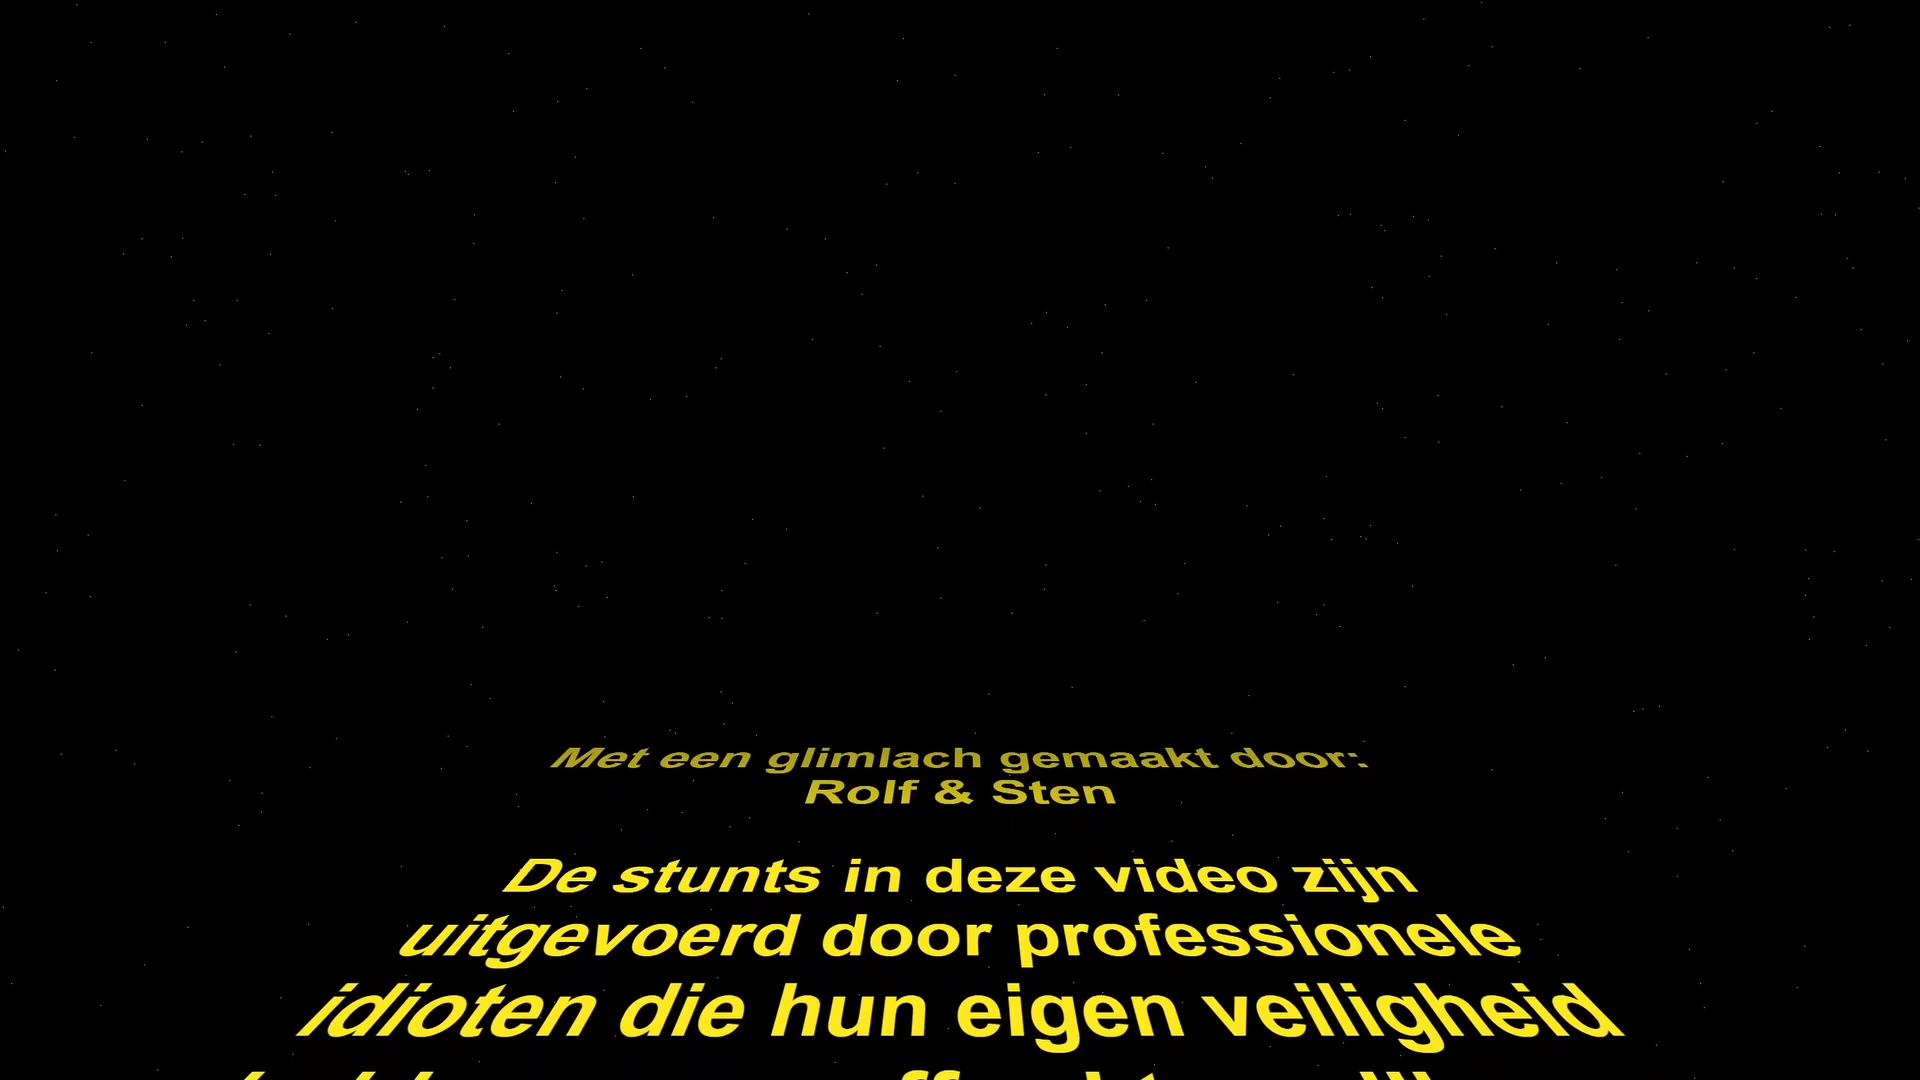 Met een glimlach gemaakt door:
Rolf & Sten
De stunts in deze video zijn
uitgevoerd door professionele
idioten die hun eigen veiligheid